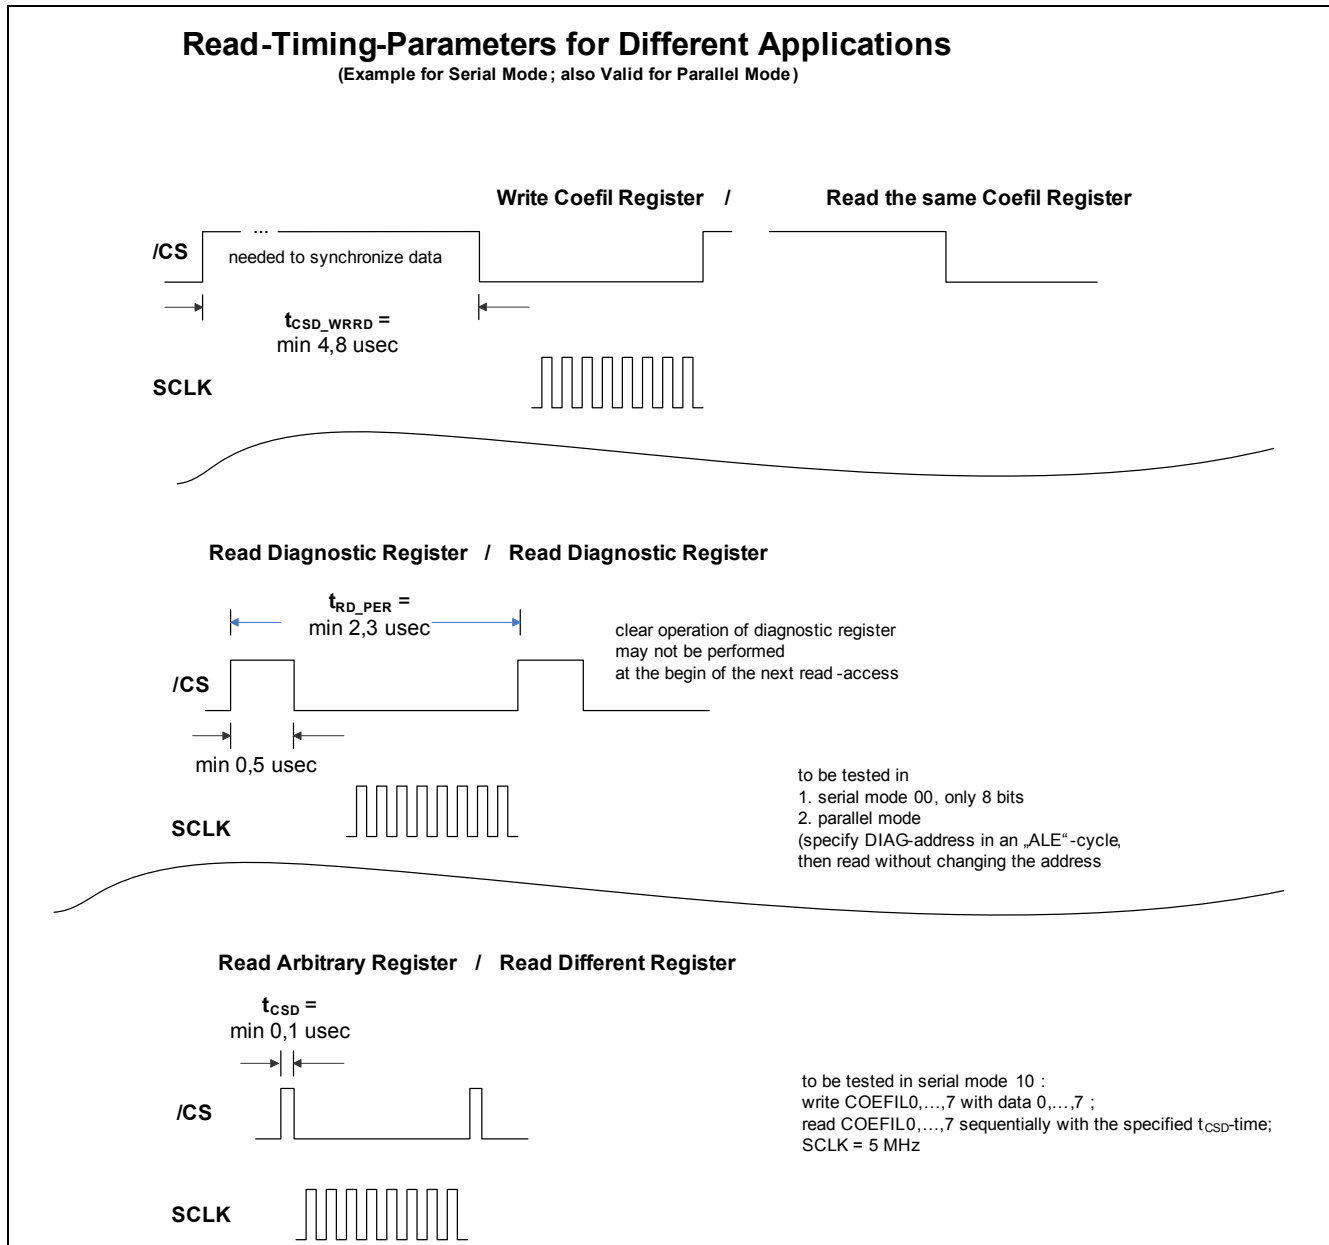 Read-Timing-Parameters for Different Applications
(Example for Serial Mode; also Valid for Parallel Mode)
Write Coefil Register / Read the same Coefil Register
...
/CS
needed to synchronize data
tCSD_WRRD =
min 4,8 usec
SCLK
Read Diagnostic Register / Read Diagnostic Register
tRD_PER =
min 2,3 usec
clear operation of diagnostic register
may not be performed
at the begin of the next read-access
/CS
min 0,5 usec
SCLK
to be tested in
1. serial mode 00, only 8 bits
2. parallel mode
(specify DIAG-address in an „ALE“-cycle,
then read without changing the address
Read Arbitrary Register / Read Different Register
tCSD =
min 0,1 usec
/CS
to be tested in serial mode 10 :
write COEFIL0,...,7 with data 0,...,7 ;
read COEFIL0,...,7 sequentially with the specified tCSD-time;
SCLK = 5 MHz
SCLK